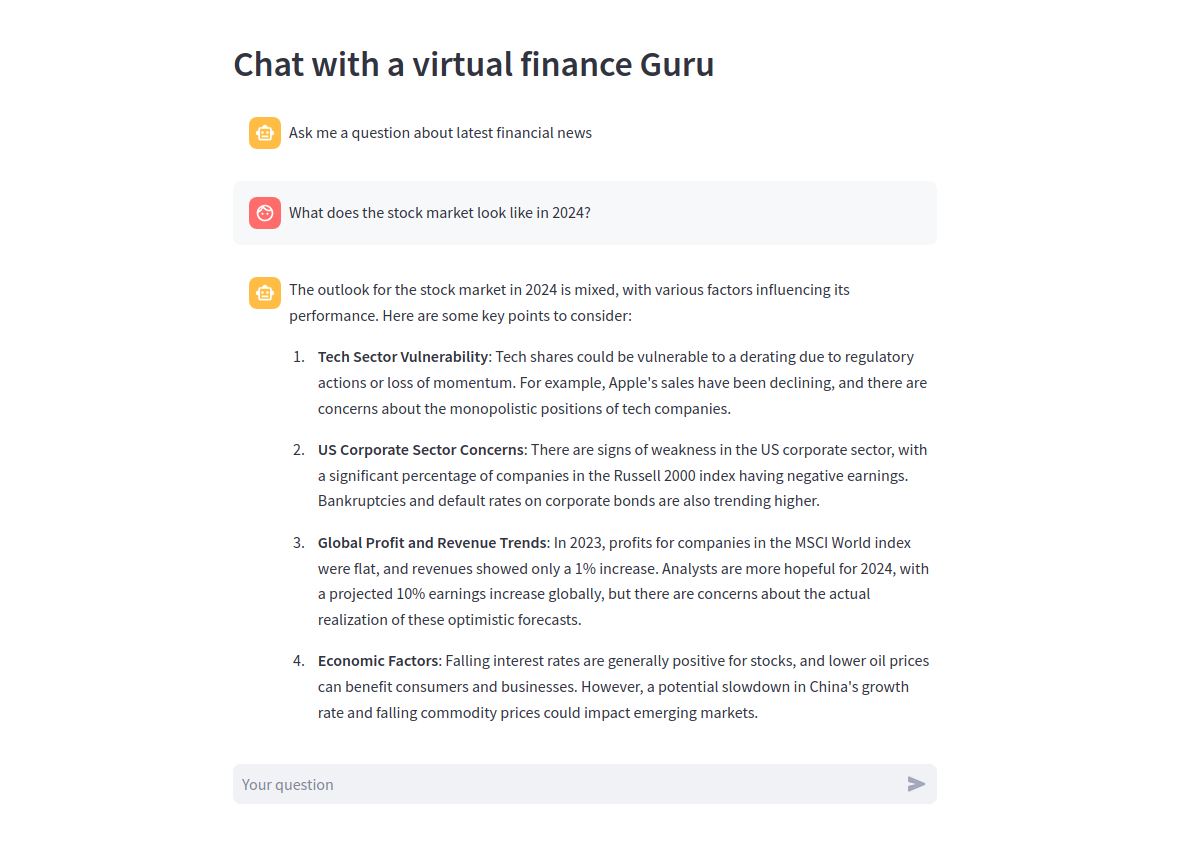 Chat with a virtual finance Guru
Ask me a question about latest financial news
What does the stock market look like in 2024?
The outlook for the stock market in 2024 is mixed, with various factors influencing its
performance. Here are some key points to consider:
1. Tech Sector Vulnerability: Tech shares could be vulnerable to a derating due to regulatory
actions or loss of momentum. For example, Apple's sales have been declining, and there are
concerns about the monopolistic positions of tech companies.
2. US Corporate Sector Concerns: There are signs of weakness in the US corporate sector, with
a significant percentage of companies in the Russell 2000 index having negative earnings.
Bankruptcies and default rates on corporate bonds are also trending higher.
3. Global Profit and Revenue Trends: In 2023, profits for companies in the MSCI World index
were flat, and revenues showed only a 1% increase. Analysts are more hopeful for 2024, with
a projected 10% earnings increase globally, but there are concerns about the actual
realization of these optimistic forecasts.
4. Economic Factors: Falling interest rates are generally positive for stocks, and lower oil prices
can benefit consumers and businesses. However, a potential slowdown in China's growth
rate and falling commodity prices could impact emerging markets.
Your question